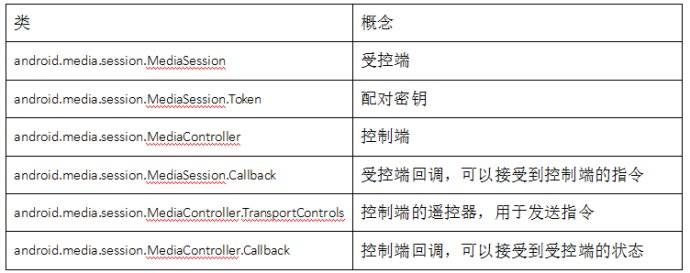 类 概念
android.media.session.MediaSession 受控端
android.media.session.MediaSession.Token 配对密钥
android.media.session.MediaController 控制端
android.media.session.MediaSession.Callback 受控端回调，可以接受到控制端的指令
android.media.session.MediaController.TransportControls 控制端的遥控器，用于发送指令
android.media.session.MediaController.Callback 控制端回调，可以接受到受控端的状态